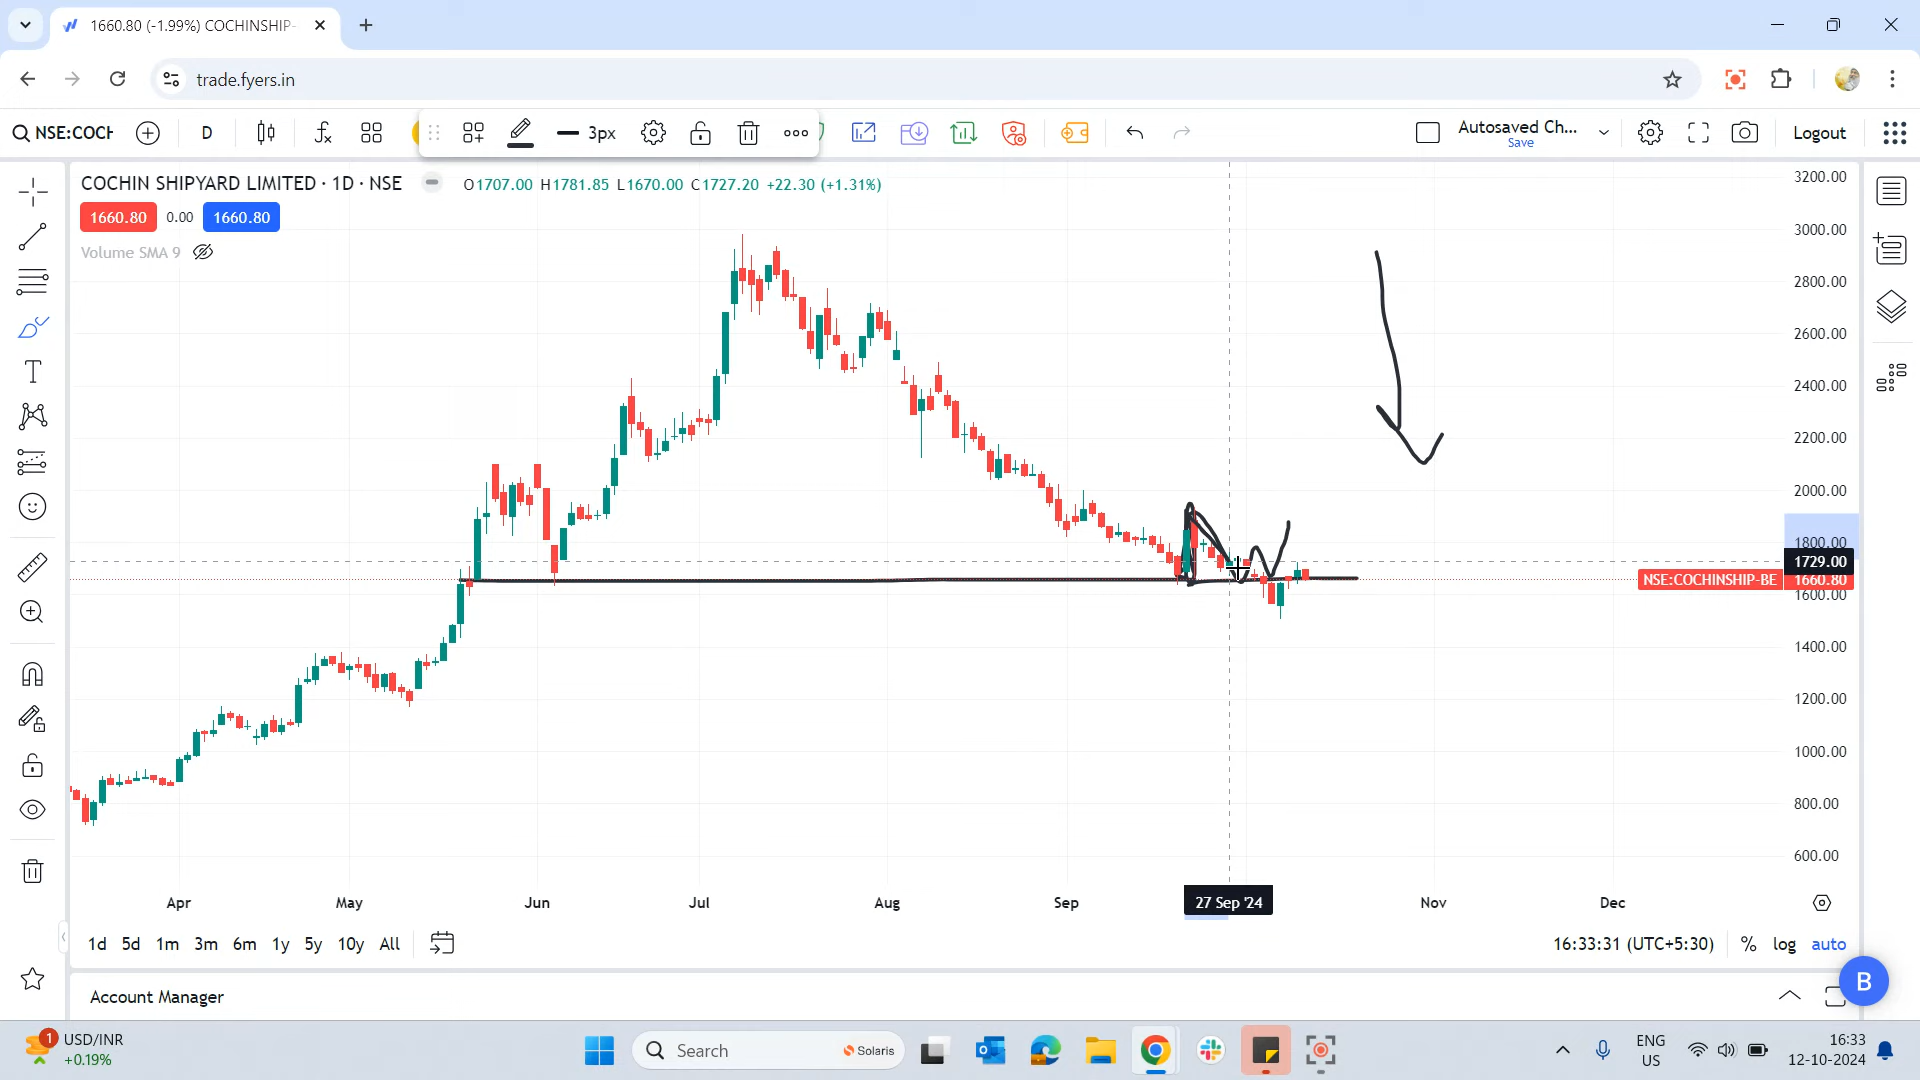 1660.80 (-1.99%) COCHINSHIP-
trade.fyers.in
NSE:COCH
D
3px
Autosaved Ch...
Save
Logout
COCHIN SHIPYARD LIMITED · 1D · NSE
O1707.00 H1781.85 L1670.00 C1727.20 +22.30 (+1.31%)
1660.80
0.00
1660.80
Volume SMA 9
3200.00
3000.00
2800.00
2600.00
2400.00
2200.00
2000.00
1800.00
1729.00
NSE:COCHINSHIP-BE
1660.80
1600.00
1400.00
1200.00
1000.00
800.00
600.00
Apr
May
Jun
Jul
Aug
Sep
27 Sep '24
Nov
Dec
1d 5d 1m 3m 6m 1y 5y 10y All
16:33:31 (UTC+5:30)
% log auto
B
Account Manager
1
USD/INR
+0.19%
Search
Solaris
ENG
US
16:33
12-10-2024